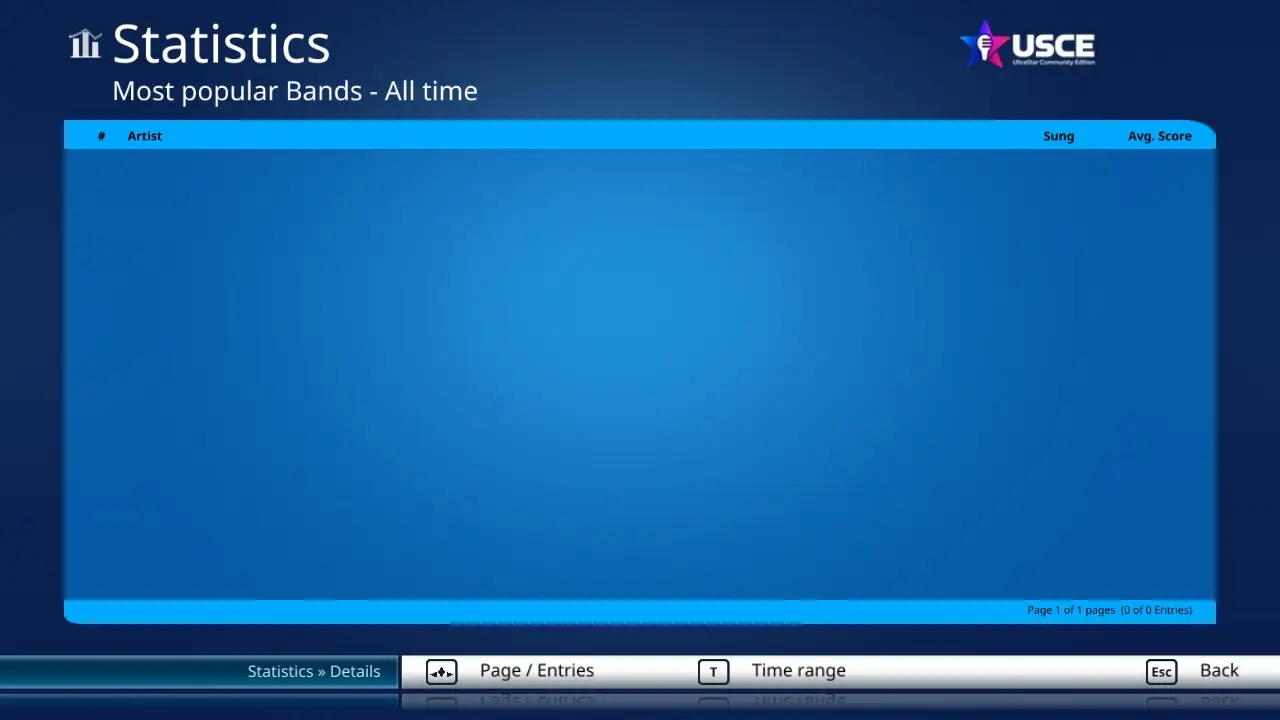 Statistics
Most popular Bands - All time
USCE
UltraStar Community Edition
# Artist Sung Avg. Score
Page 1 of 1 pages (0 of 0 Entries)
Statistics » Details Page / Entries T Time range Esc Back